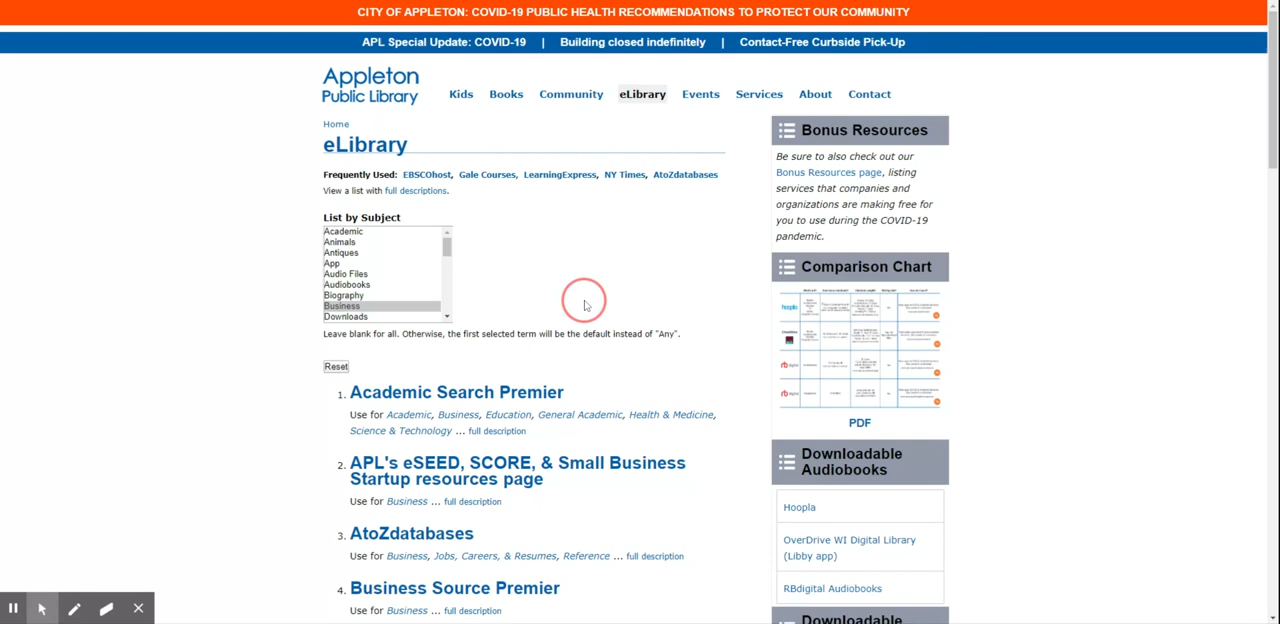 CITY OF APPLETON: COVID-19 PUBLIC HEALTH RECOMMENDATIONS TO PROTECT OUR COMMUNITY
APL Special Update: COVID-19 | Building closed indefinitely | Contact-Free Curbside Pick-Up
Appleton
Public Library
Kids Books Community eLibrary Events Services About Contact
Home
eLibrary
Frequently Used: EBSCOhost, Gale Courses, LearningExpress, NY Times, AtoZdatabases
View a list with full descriptions.
List by Subject
Academic
Animals
Antiques
App
Audio Files
Audiobooks
Biography
Business
Downloads
Leave blank for all. Otherwise, the first selected term will be the default instead of "Any".
Reset
1. Academic Search Premier
Use for Academic, Business, Education, General Academic, Health & Medicine,
Science & Technology ... full description
2. APL's eSEED, SCORE, & Small Business
Startup resources page
Use for Business ... full description
3. AtoZdatabases
Use for Business, Jobs, Careers, & Resumes, Reference ... full description
4. Business Source Premier
Use for Business ... full description
Bonus Resources
Be sure to also check out our
Bonus Resources page, listing
services that companies and
organizations are making free for
you to use during the COVID-19
pandemic.
Comparison Chart
hoopla
PDF
Downloadable
Audiobooks
Hoopla
OverDrive WI Digital Library
(Libby app)
RBdigital Audiobooks
Downloadable